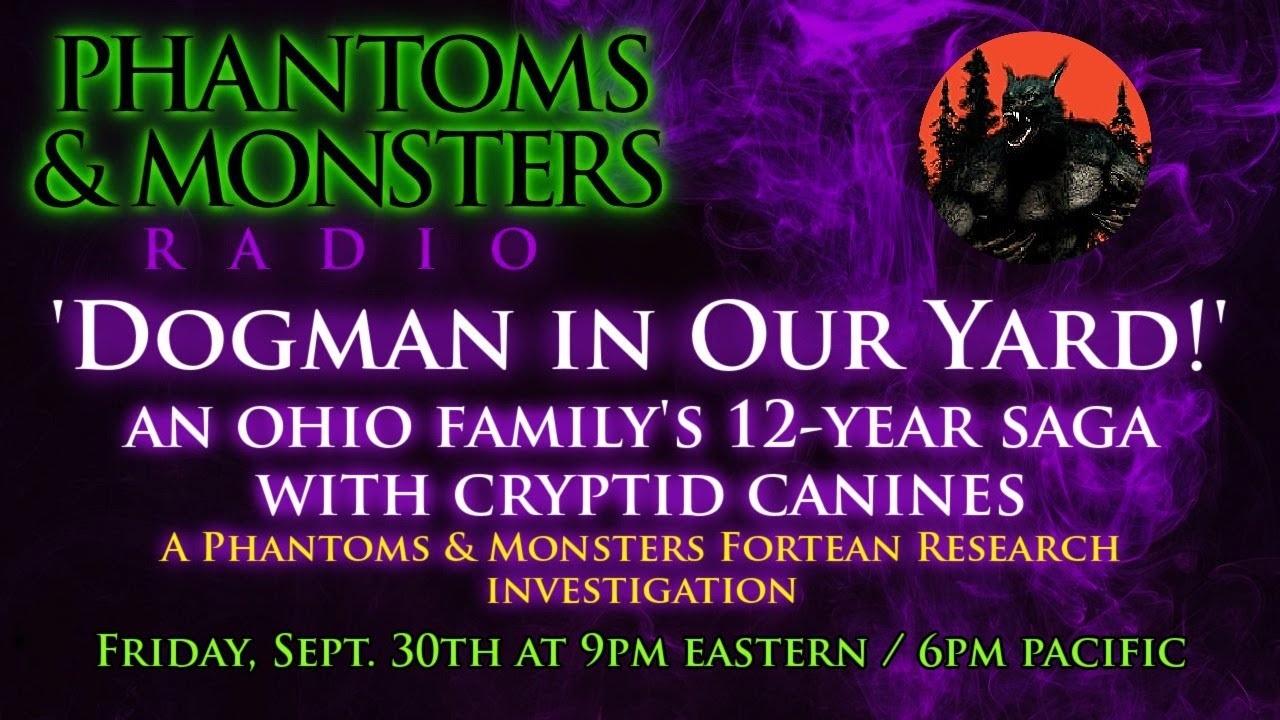 PHANTOMS
& MONSTERS
RADIO
'DOGMAN IN OUR YARD!'
AN OHIO FAMILY'S 12-YEAR SAGA
WITH CRYPTID CANINES
A PHANTOMS & MONSTERS FORTEAN RESEARCH
INVESTIGATION
FRIDAY, SEPT. 30TH AT 9PM EASTERN / 6PM PACIFIC